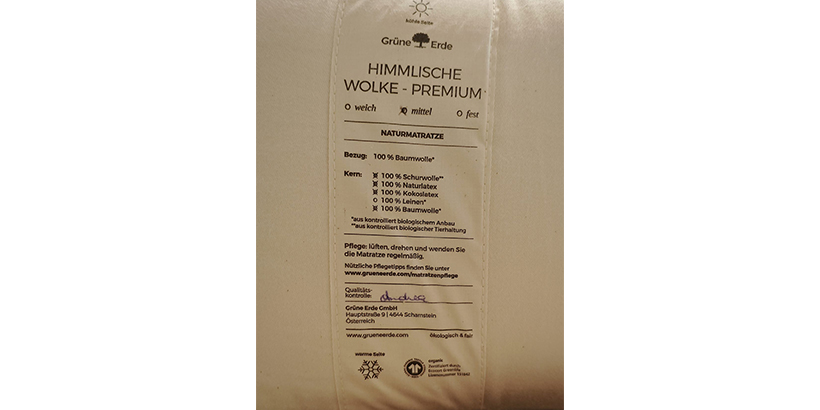 kühle Seite
Grüne Erde
HIMMLISCHE
WOLKE - PREMIUM
weich mittel fest
NATURMATRATZE
Bezug: 100 % Baumwolle*
Kern: 100 % Schurwolle**
100 % Naturlatex
100 % Kokoslatex
100 % Leinen*
100 % Baumwolle*
*aus kontrolliert biologischem Anbau
**aus kontrolliert biologischer Tierhaltung
Pflege: lüften, drehen und wenden Sie
die Matratze regelmäßig.
Nützliche Pflegetipps finden Sie unter
www.grueneerde.com/matratzenpflege
Qualitäts-
kontrolle:
Grüne Erde GmbH
Hauptstraße 9 | 4644 Scharnstein
Österreich
www.grueneerde.com ökologisch & fair
warme Seite
organic